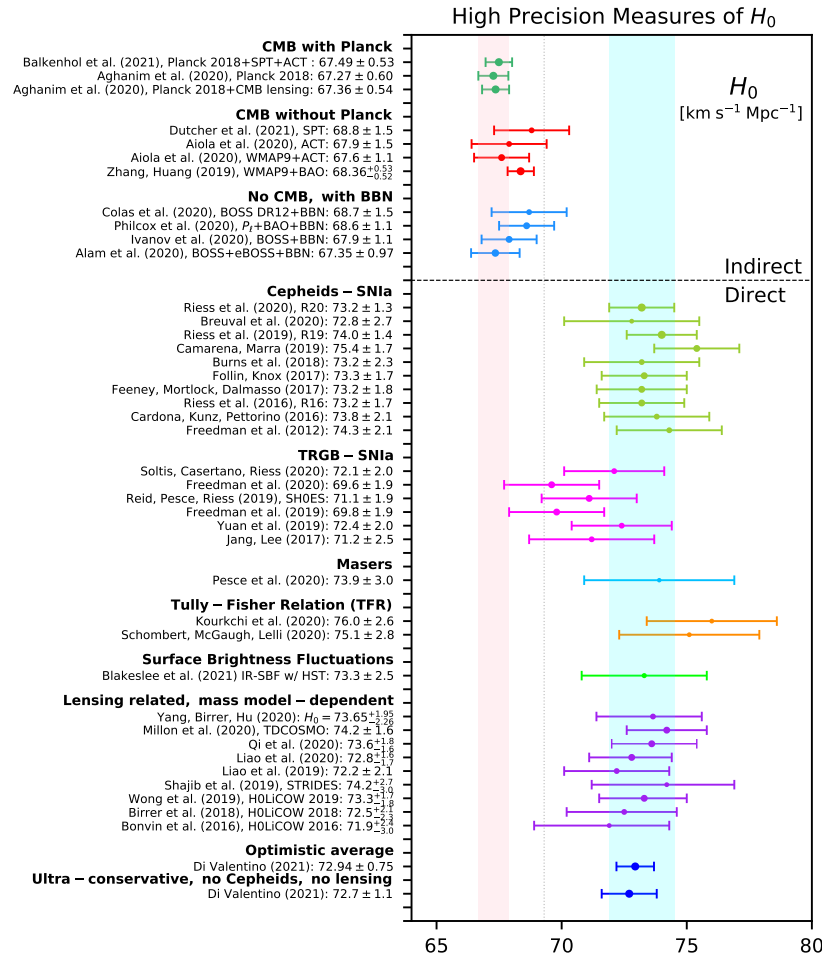 High Precision Measures of H₀
CMB with Planck
Balkenhol et al. (2021), Planck 2018+SPT+ACT : 67.49 ± 0.53
Aghanim et al. (2020), Planck 2018: 67.27 ± 0.60
Aghanim et al. (2020), Planck 2018+CMB lensing: 67.36 ± 0.54
H₀
[km s⁻¹ Mpc⁻¹]
CMB without Planck
Dutcher et al. (2021), SPT: 68.8 ± 1.5
Aiola et al. (2020), ACT: 67.9 ± 1.5
Aiola et al. (2020), WMAP9+ACT: 67.6 ± 1.1
Zhang, Huang (2019), WMAP9+BAO: 68.36 +0.53 −0.52
No CMB, with BBN
Colas et al. (2020), BOSS DR12+BBN: 68.7 ± 1.5
Philcox et al. (2020), Pℓ+BAO+BBN: 68.6 ± 1.1
Ivanov et al. (2020), BOSS+BBN: 67.9 ± 1.1
Alam et al. (2020), BOSS+eBOSS+BBN: 67.35 ± 0.97
Indirect
Direct
Cepheids − SNIa
Riess et al. (2020), R20: 73.2 ± 1.3
Breuval et al. (2020): 72.8 ± 2.7
Riess et al. (2019), R19: 74.0 ± 1.4
Camarena, Marra (2019): 75.4 ± 1.7
Burns et al. (2018): 73.2 ± 2.3
Follin, Knox (2017): 73.3 ± 1.7
Feeney, Mortlock, Dalmasso (2017): 73.2 ± 1.8
Riess et al. (2016), R16: 73.2 ± 1.7
Cardona, Kunz, Pettorino (2016): 73.8 ± 2.1
Freedman et al. (2012): 74.3 ± 2.1
TRGB − SNIa
Soltis, Casertano, Riess (2020): 72.1 ± 2.0
Freedman et al. (2020): 69.6 ± 1.9
Reid, Pesce, Riess (2019), SH0ES: 71.1 ± 1.9
Freedman et al. (2019): 69.8 ± 1.9
Yuan et al. (2019): 72.4 ± 2.0
Jang, Lee (2017): 71.2 ± 2.5
Masers
Pesce et al. (2020): 73.9 ± 3.0
Tully − Fisher Relation (TFR)
Kourkchi et al. (2020): 76.0 ± 2.6
Schombert, McGaugh, Lelli (2020): 75.1 ± 2.8
Surface Brightness Fluctuations
Blakeslee et al. (2021) IR-SBF w/ HST: 73.3 ± 2.5
Lensing related, mass model − dependent
Yang, Birrer, Hu (2020): H₀ = 73.65 +1.95 −2.26
Millon et al. (2020), TDCOSMO: 74.2 ± 1.6
Qi et al. (2020): 73.6 +1.8 −1.6
Liao et al. (2020): 72.8 +1.6 −1.7
Liao et al. (2019): 72.2 ± 2.1
Shajib et al. (2019), STRIDES: 74.2 +2.7 −3.0
Wong et al. (2019), H0LiCOW 2019: 73.3 +1.7 −1.8
Birrer et al. (2018), H0LiCOW 2018: 72.5 +2.1 −2.3
Bonvin et al. (2016), H0LiCOW 2016: 71.9 +2.4 −3.0
Optimistic average
Di Valentino (2021): 72.94 ± 0.75
Ultra − conservative, no Cepheids, no lensing
Di Valentino (2021): 72.7 ± 1.1
65 70 75 80